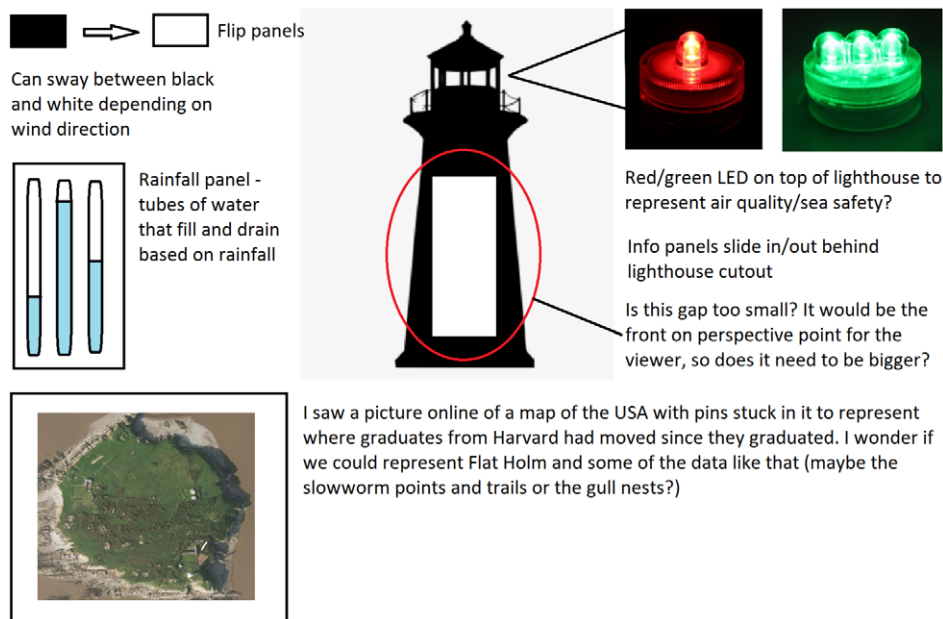 Flip panels
Can sway between black
and white depending on
wind direction
Rainfall panel -
tubes of water
that fill and drain
based on rainfall
Red/green LED on top of lighthouse to
represent air quality/sea safety?
Info panels slide in/out behind
lighthouse cutout
Is this gap too small? It would be the
front on perspective point for the
viewer, so does it need to be bigger?
I saw a picture online of a map of the USA with pins stuck in it to represent
where graduates from Harvard had moved since they graduated. I wonder if
we could represent Flat Holm and some of the data like that (maybe the
slowworm points and trails or the gull nests?)